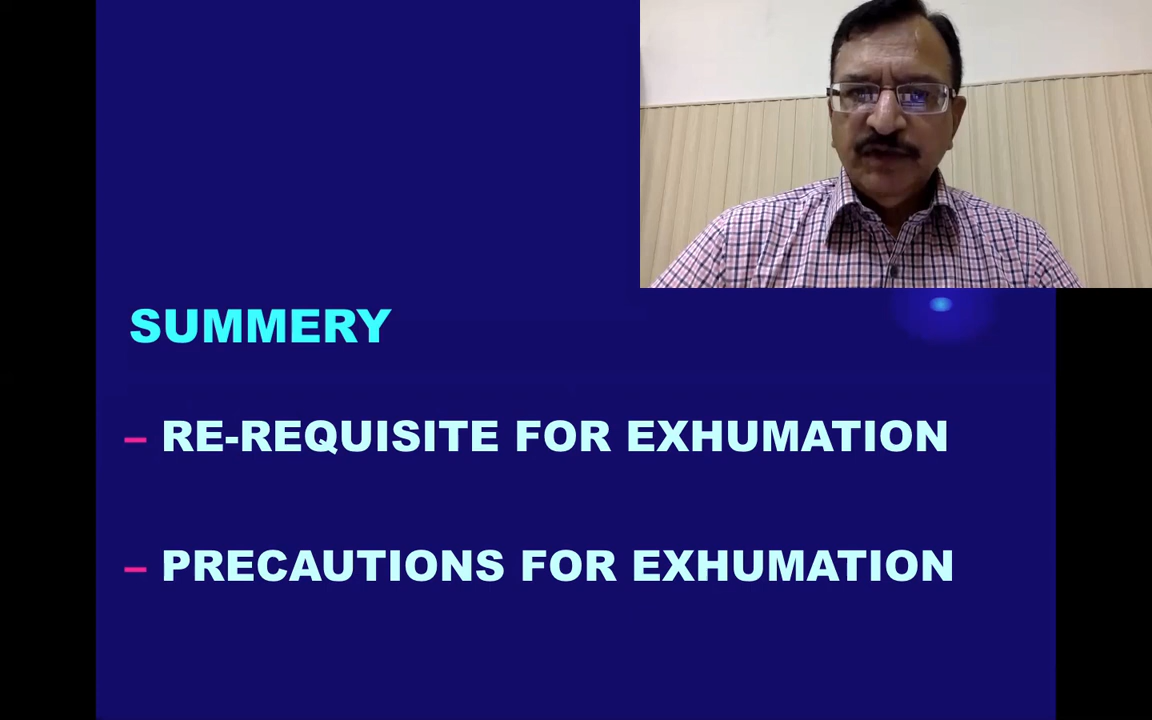 SUMMERY
– RE-REQUISITE FOR EXHUMATION
– PRECAUTIONS FOR EXHUMATION